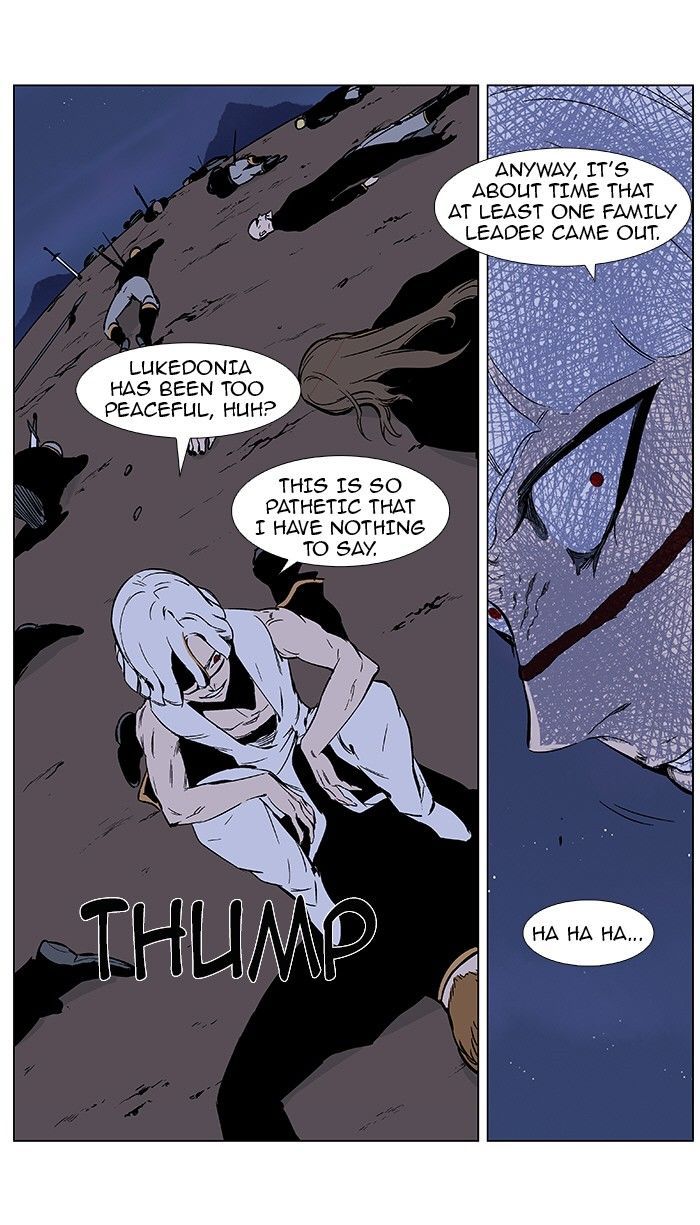 LUKEDONIA
HAS BEEN TOO
PEACEFUL, HUH?
THIS IS SO
PATHETIC THAT
I HAVE NOTHING
TO SAY.
THUMP
ANYWAY, IT'S
ABOUT TIME THAT
AT LEAST ONE FAMILY
LEADER CAME OUT.
HA HA HA...